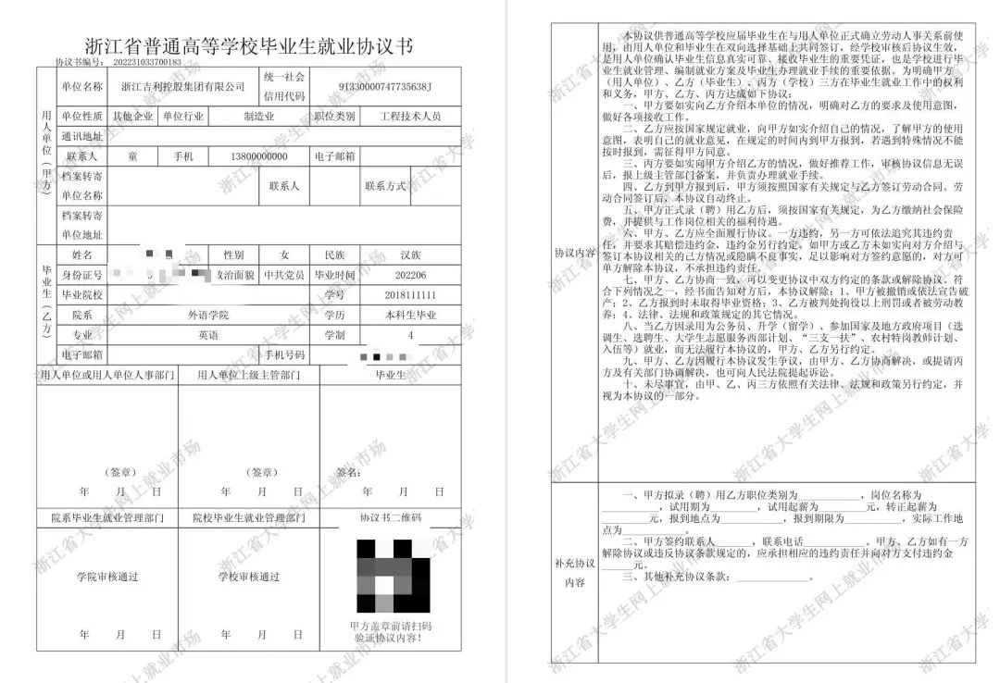 浙江省普通高等学校毕业生就业协议书
协议书编号： 202231033700183
用人单位（甲方）
单位名称 浙江吉利控股集团有限公司 统一社会信用代码 91330000747735638J
单位性质 其他企业 单位行业 制造业 职位类别 工程技术人员
通讯地址
联系人 童 手机 13800000000 电子邮箱
档案转寄单位名称 联系人 联系方式
档案转寄单位地址
毕业生（乙方）
姓名 性别 女 民族 汉族
身份证号 政治面貌 中共党员 毕业时间 202206
毕业院校 学号 2018111111
院系 外语学院 学历 本科生毕业
专业 英语 学制 4
电子邮箱 手机号码
用人单位或用人单位人事部门 用人单位上级主管部门 毕业生
（签章） （签章） 签名：
年 月 日 年 月 日 年 月 日
院系毕业生就业管理部门 院校毕业生就业管理部门 协议书二维码
学院审核通过 学校审核通过
甲方盖章前请扫码
验证协议内容！
年 月 日 年 月 日
协议内容
本协议供普通高等学校应届毕业生在与用人单位正式确立劳动人事关系前使
用，由用人单位和毕业生在双向选择基础上共同签订，经学校审核后协议生效，
是用人单位确认毕业生信息真实可靠、接收毕业生的重要凭证，也是学校进行毕
业生就业管理、编制就业方案及毕业生办理就业手续的重要依据。为明确甲方
（用人单位）、乙方（毕业生）、丙方（学校）三方在毕业生就业工作中的权利
和义务，甲方、乙方、丙方达成如下协议：
一、甲方要如实向乙方介绍本单位的情况，明确对乙方的要求及使用意图，
做好各项接收工作。
二、乙方应按国家规定就业，向甲方如实介绍自己的情况，了解甲方的使用
意图，表明自己的就业意见，在规定的时间内到甲方报到，若遇到特殊情况不能
按时报到，需征得甲方同意。
三、丙方要如实向甲方介绍乙方的情况，做好推荐工作，审核协议信息无误
后，报上级主管部门备案，并负责办理就业手续。
四、乙方到甲方报到后，甲方须按照国家有关规定与乙方签订劳动合同。劳
动合同签订后，本协议自动终止。
五、甲方正式录（聘）用乙方后，须按国家有关规定，为乙方缴纳社会保险
费，并提供与工作岗位相关的福利待遇。
六、甲方、乙方应全面履行协议。一方违约，另一方可依法追究其违约责
任，并要求其赔偿违约金，违约金另行约定。如甲方或乙方未如实向对方介绍与
签订本协议相关的己方情况或隐瞒不良事实，足以影响对方签约意愿的，对方可
单方解除本协议，不承担违约责任。
七、甲方、乙方协商一致，可以变更协议中双方约定的条款或解除协议。符
合下列情况之一，经书面告知对方后，本协议解除：1、甲方被撤销或依法宣告破
产；2、乙方报到时未取得毕业资格；3、乙方被判处拘役以上刑罚或者被劳动教
养；4、法律、法规和政策规定的其它情况。
八、当乙方因录用为公务员、升学（留学）、参加国家及地方政府项目（选
调生、选聘生、大学生志愿服务西部计划、“三支一扶”、农村特岗教师计划、
入伍等）就业，而无法履行本协议的，甲方、乙方另行约定。
九、甲方、乙方因履行本协议发生争议，由甲方、乙方协商解决，或提请丙
方及有关部门协调解决，也可向人民法院提起诉讼。
十、未尽事宜，由甲、乙、丙三方依照有关法律、法规和政策另行约定，并
视为本协议的一部分。
补充协议内容
一、甲方拟录（聘）用乙方职位类别为____________，岗位名称为
____________，试用期为__________，试用起薪为__________元，转正起薪为
__________元，报到地点为____________，报到期限为____________，实际工作地
点为____________。
二、甲方签约联系人________，联系电话____________。甲方、乙方如有一方
解除协议或违反协议条款规定的，应承担相应的违约责任并向对方支付违约金
______元。
三、其他补充协议条款：______________。
浙江省大学生网上就业市场